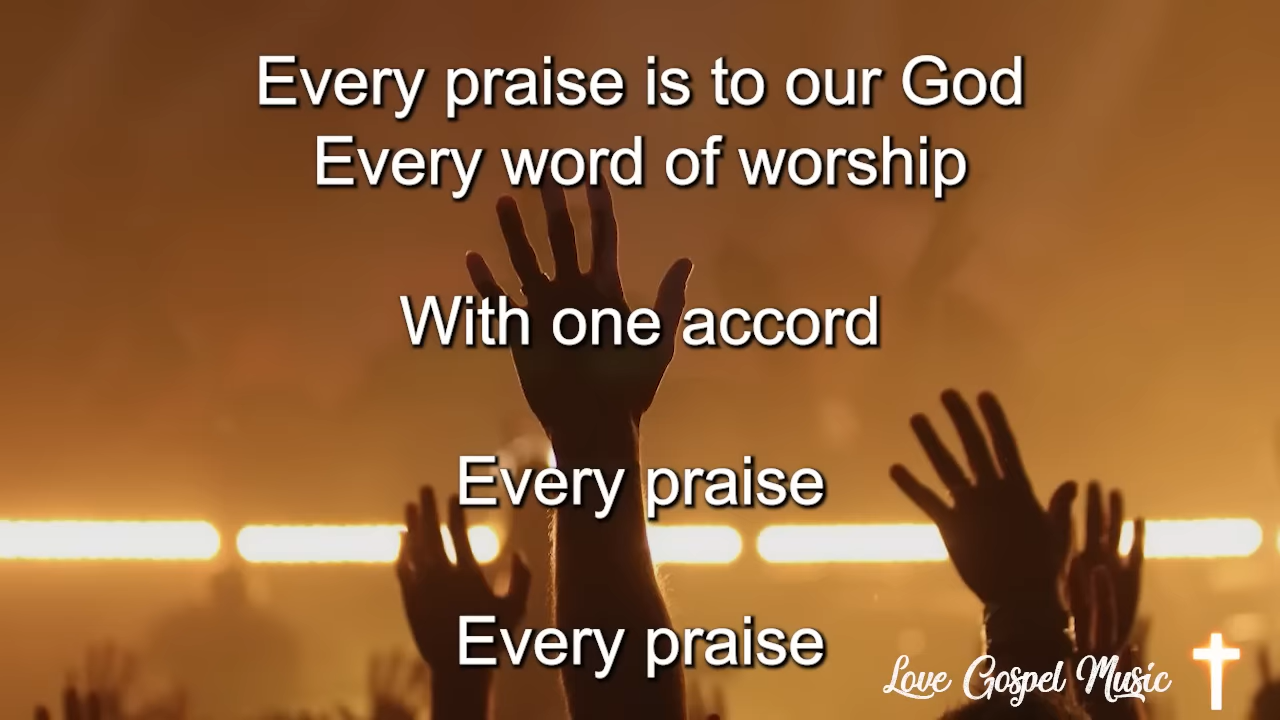 Every praise is to our God
Every word of worship
With one accord
Every praise
Every praise
Love Gospel Music